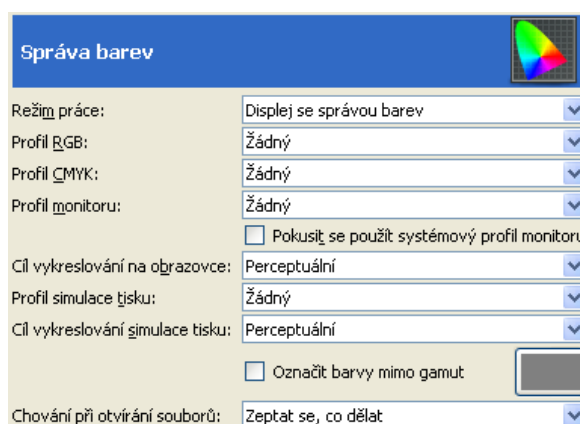 Správa barev
Režim práce: Displej se správou barev
Profil RGB: Žádný
Profil CMYK: Žádný
Profil monitoru: Žádný
Pokusit se použít systémový profil monitoru
Cíl vykreslování na obrazovce: Perceptuální
Profil simulace tisku: Žádný
Cíl vykreslování simulace tisku: Perceptuální
Označit barvy mimo gamut
Chování při otvírání souborů: Zeptat se, co dělat